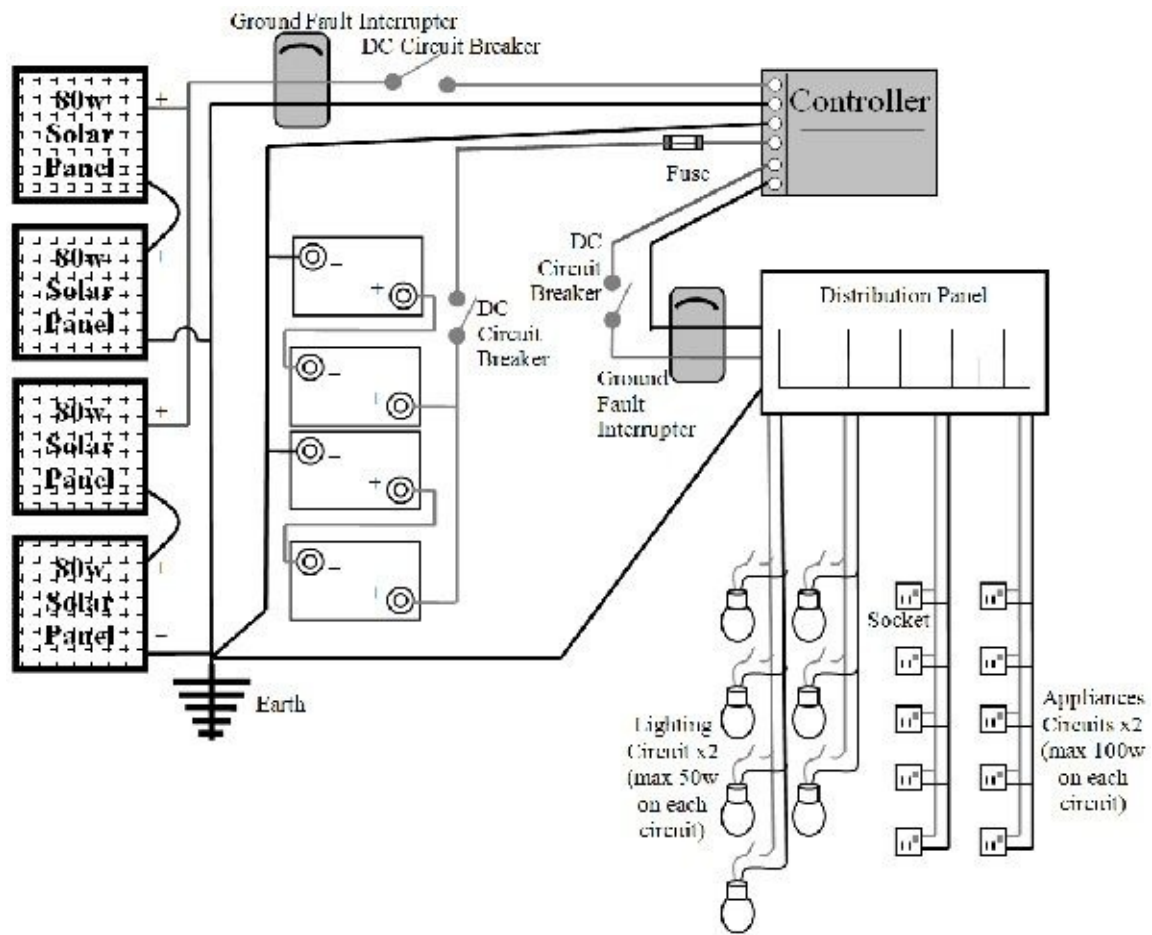 Ground Fault Interrupter
DC Circuit Breaker
80w
Solar
Panel
+
80w
Solar
Panel
+
80w
Solar
Panel
+
80w
Solar
Panel
+
−
Controller
Fuse
DC
Circuit
Breaker
DC
Circuit
Breaker
−
+
−
+
−
+
−
+
Distribution Panel
Ground
Fault
Interrupter
Earth
Socket
Lighting
Circuit x2
(max 50w
on each
circuit)
Appliances
Circuits x2
(max 100w
on each
circuit)